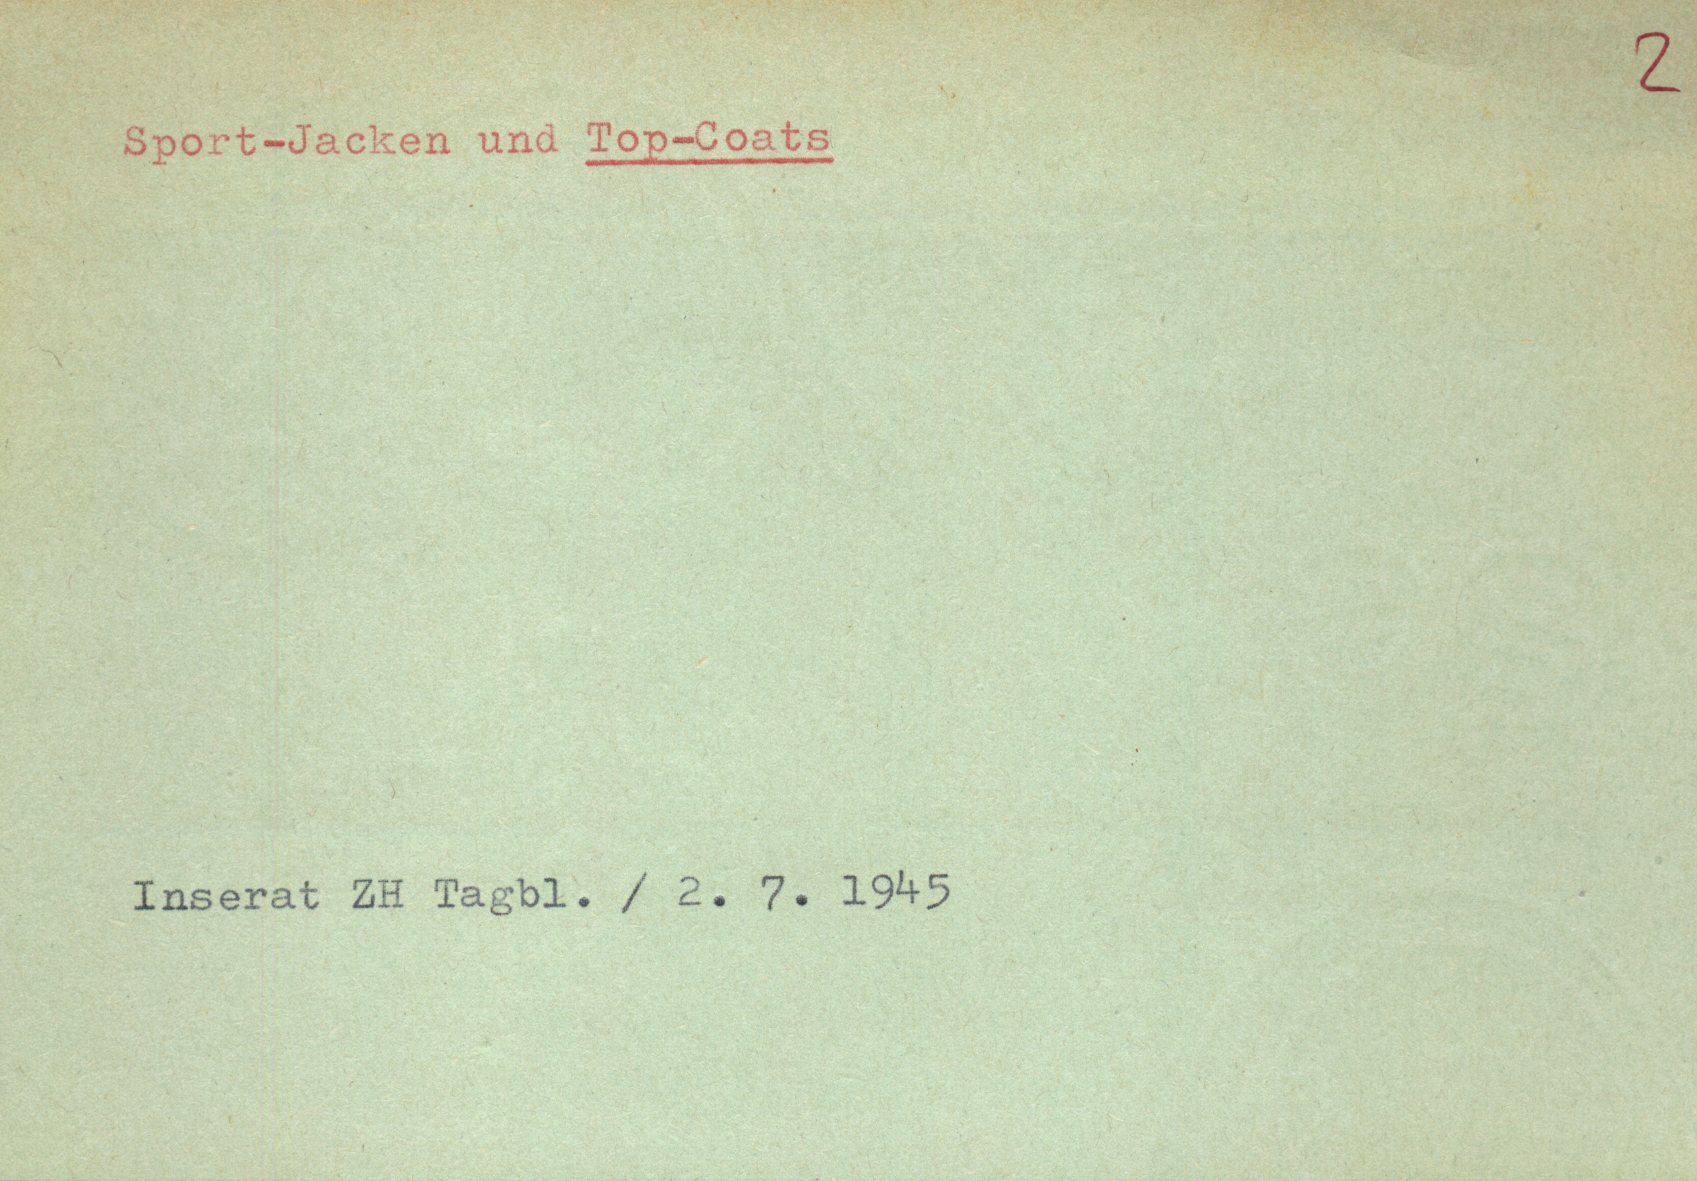 2
Sport-Jacken und Top-Coats
Inserat ZH Tagbl. / 2. 7. 1945